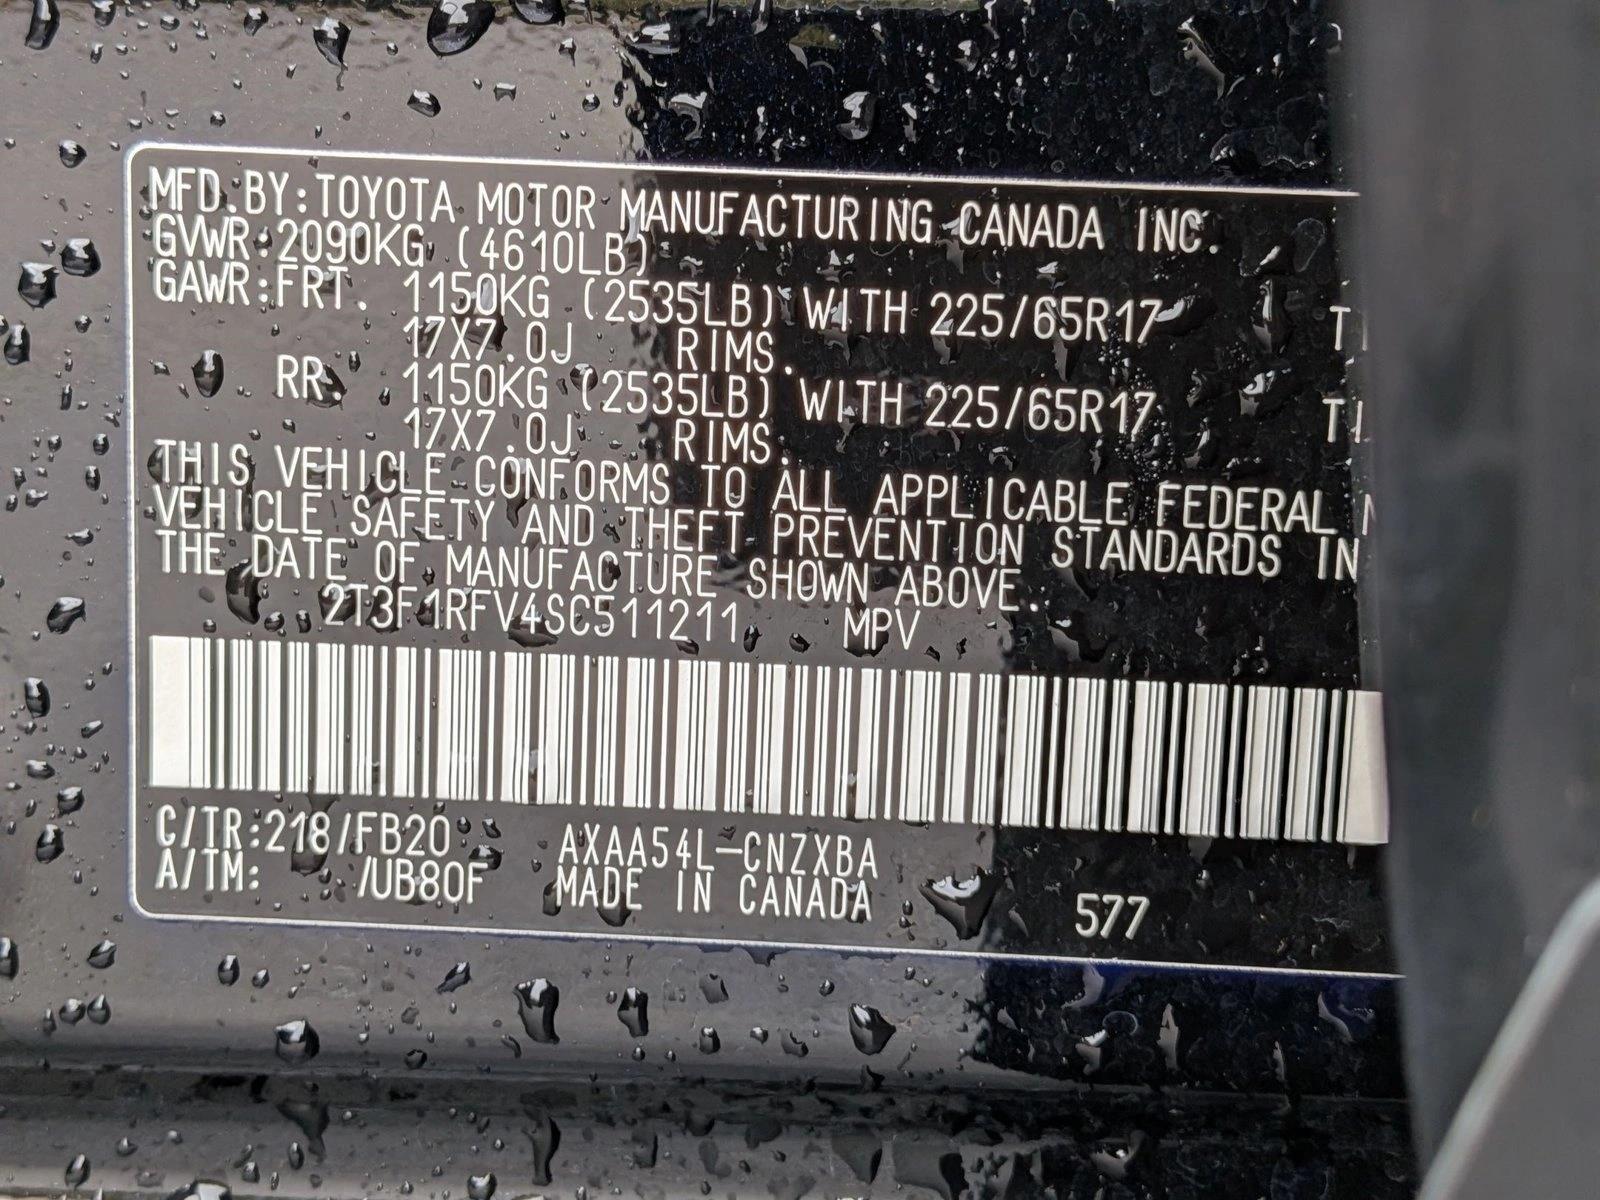 MFD.BY:TOYOTA MOTOR MANUFACTURING CANADA INC.
GVWR:2090KG (4610LB)
GAWR:FRT. 1150KG (2535LB) WITH 225/65R17
17X7.0J RIMS.
RR. 1150KG (2535LB) WITH 225/65R17
17X7.0J RIMS.
THIS VEHICLE CONFORMS TO ALL APPLICABLE FEDERAL
VEHICLE SAFETY AND THEFT PREVENTION STANDARDS IN
THE DATE OF MANUFACTURE SHOWN ABOVE.
2T3F1RFV4SC511211 MPV
C/TR:218/FB20 AXAA54L-CNZXBA
A/TM: /UB80F MADE IN CANADA
577